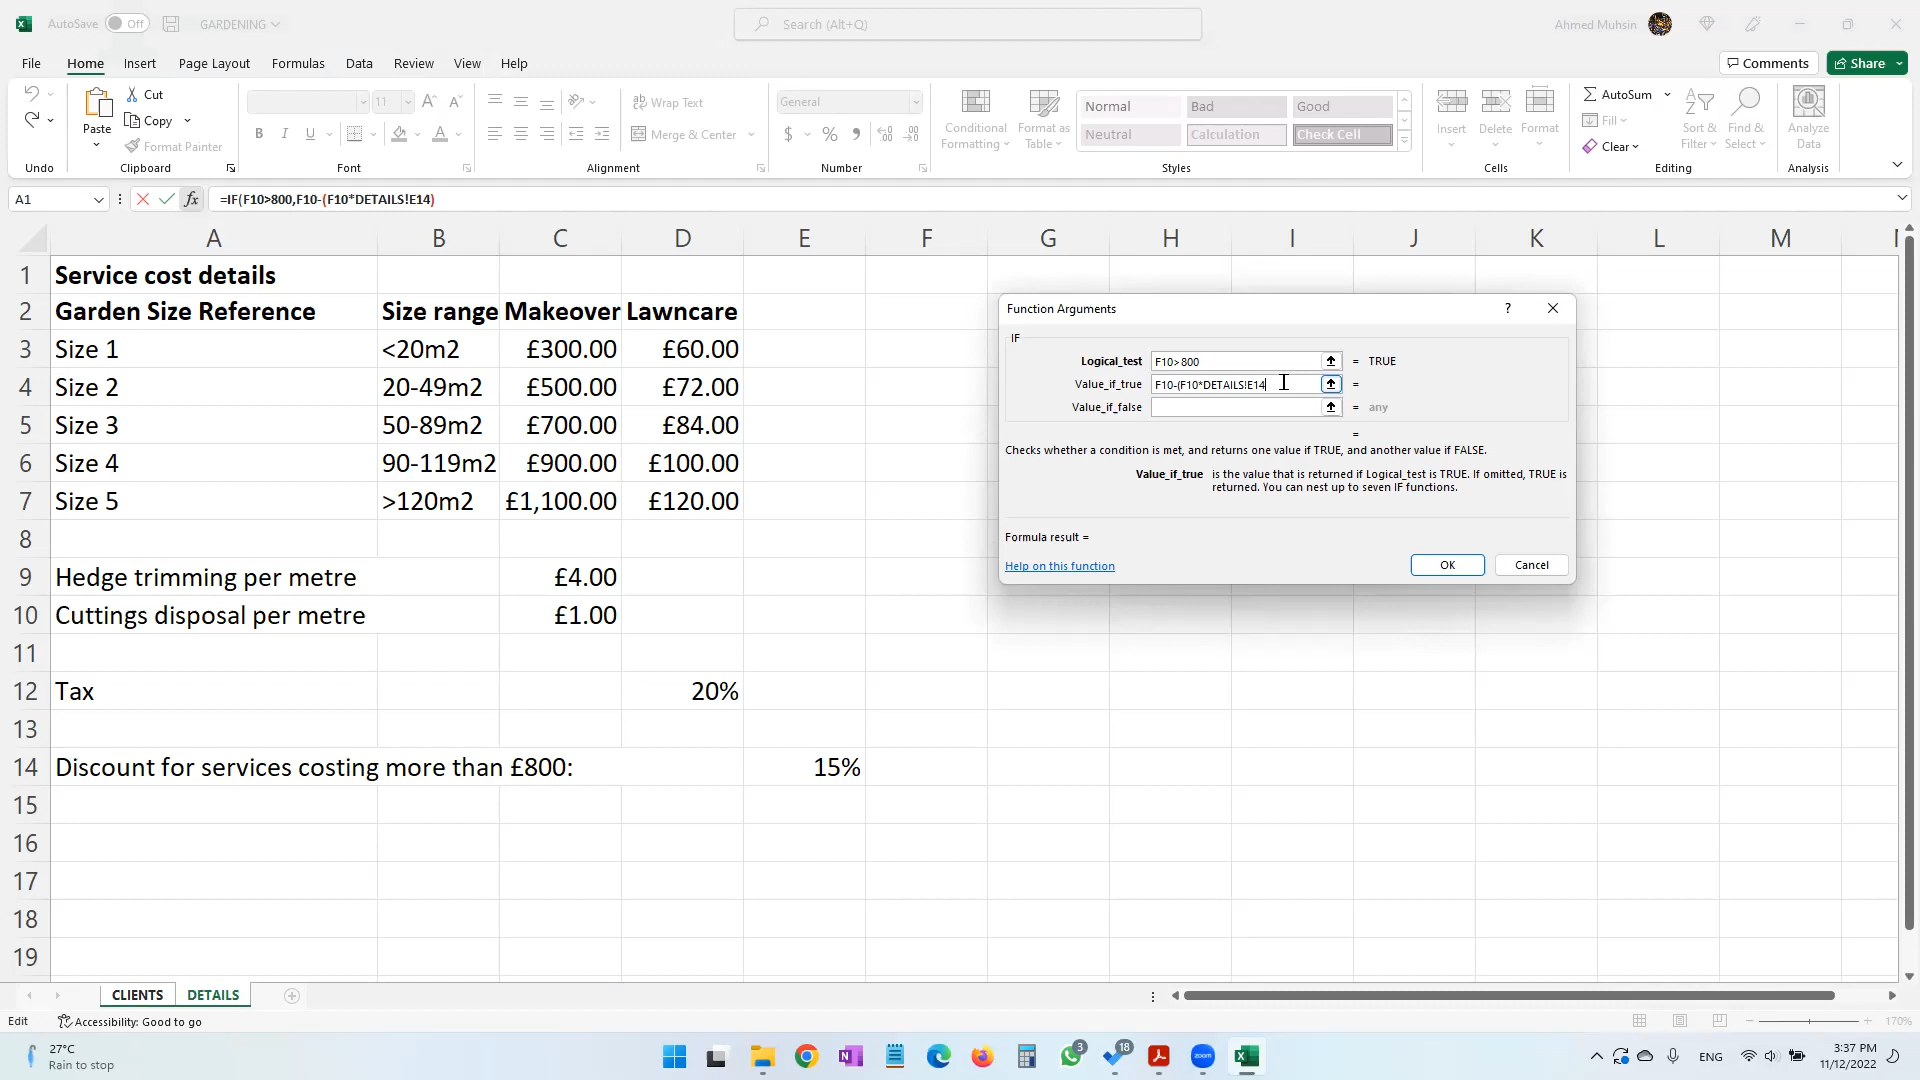 AutoSave Off GARDENING Search (Alt+Q) Ahmed Muhsin
File Home Insert Page Layout Formulas Data Review View Help Comments Share
Cut 11 Wrap Text General Normal Bad Good AutoSum
Paste Copy Conditional Formatting Format as Table Insert Delete Format Fill Sort & Filter Find & Select Analyze Data
Format Painter B I U Merge & Center $ % Neutral Calculation Check Cell Clear
Undo Clipboard Font Alignment Number Styles Cells Editing Analysis
A1 fx =IF(F10>800,F10-(F10*DETAILS!E14)
A B C D E F G H I J K L M
1 Service cost details
2 Garden Size Reference Size range Makeover Lawncare
3 Size 1 <20m2 £300.00 £60.00
4 Size 2 20-49m2 £500.00 £72.00
5 Size 3 50-89m2 £700.00 £84.00
6 Size 4 90-119m2 £900.00 £100.00
7 Size 5 >120m2 £1,100.00 £120.00
8
9 Hedge trimming per metre £4.00
10 Cuttings disposal per metre £1.00
11
12 Tax 20%
13
14 Discount for services costing more than £800: 15%
15
16
17
18
19
Function Arguments ?
IF
Logical_test F10>800 = TRUE
Value_if_true F10-(F10*DETAILS!E14 =
Value_if_false = any
=
Checks whether a condition is met, and returns one value if TRUE, and another value if FALSE.
Value_if_true is the value that is returned if Logical_test is TRUE. If omitted, TRUE is
returned. You can nest up to seven IF functions.
Formula result =
Help on this function OK Cancel
CLIENTS DETAILS
Edit Accessibility: Good to go 170%
27°C
Rain to stop
3 18
ENG 3:37 PM
11/12/2022